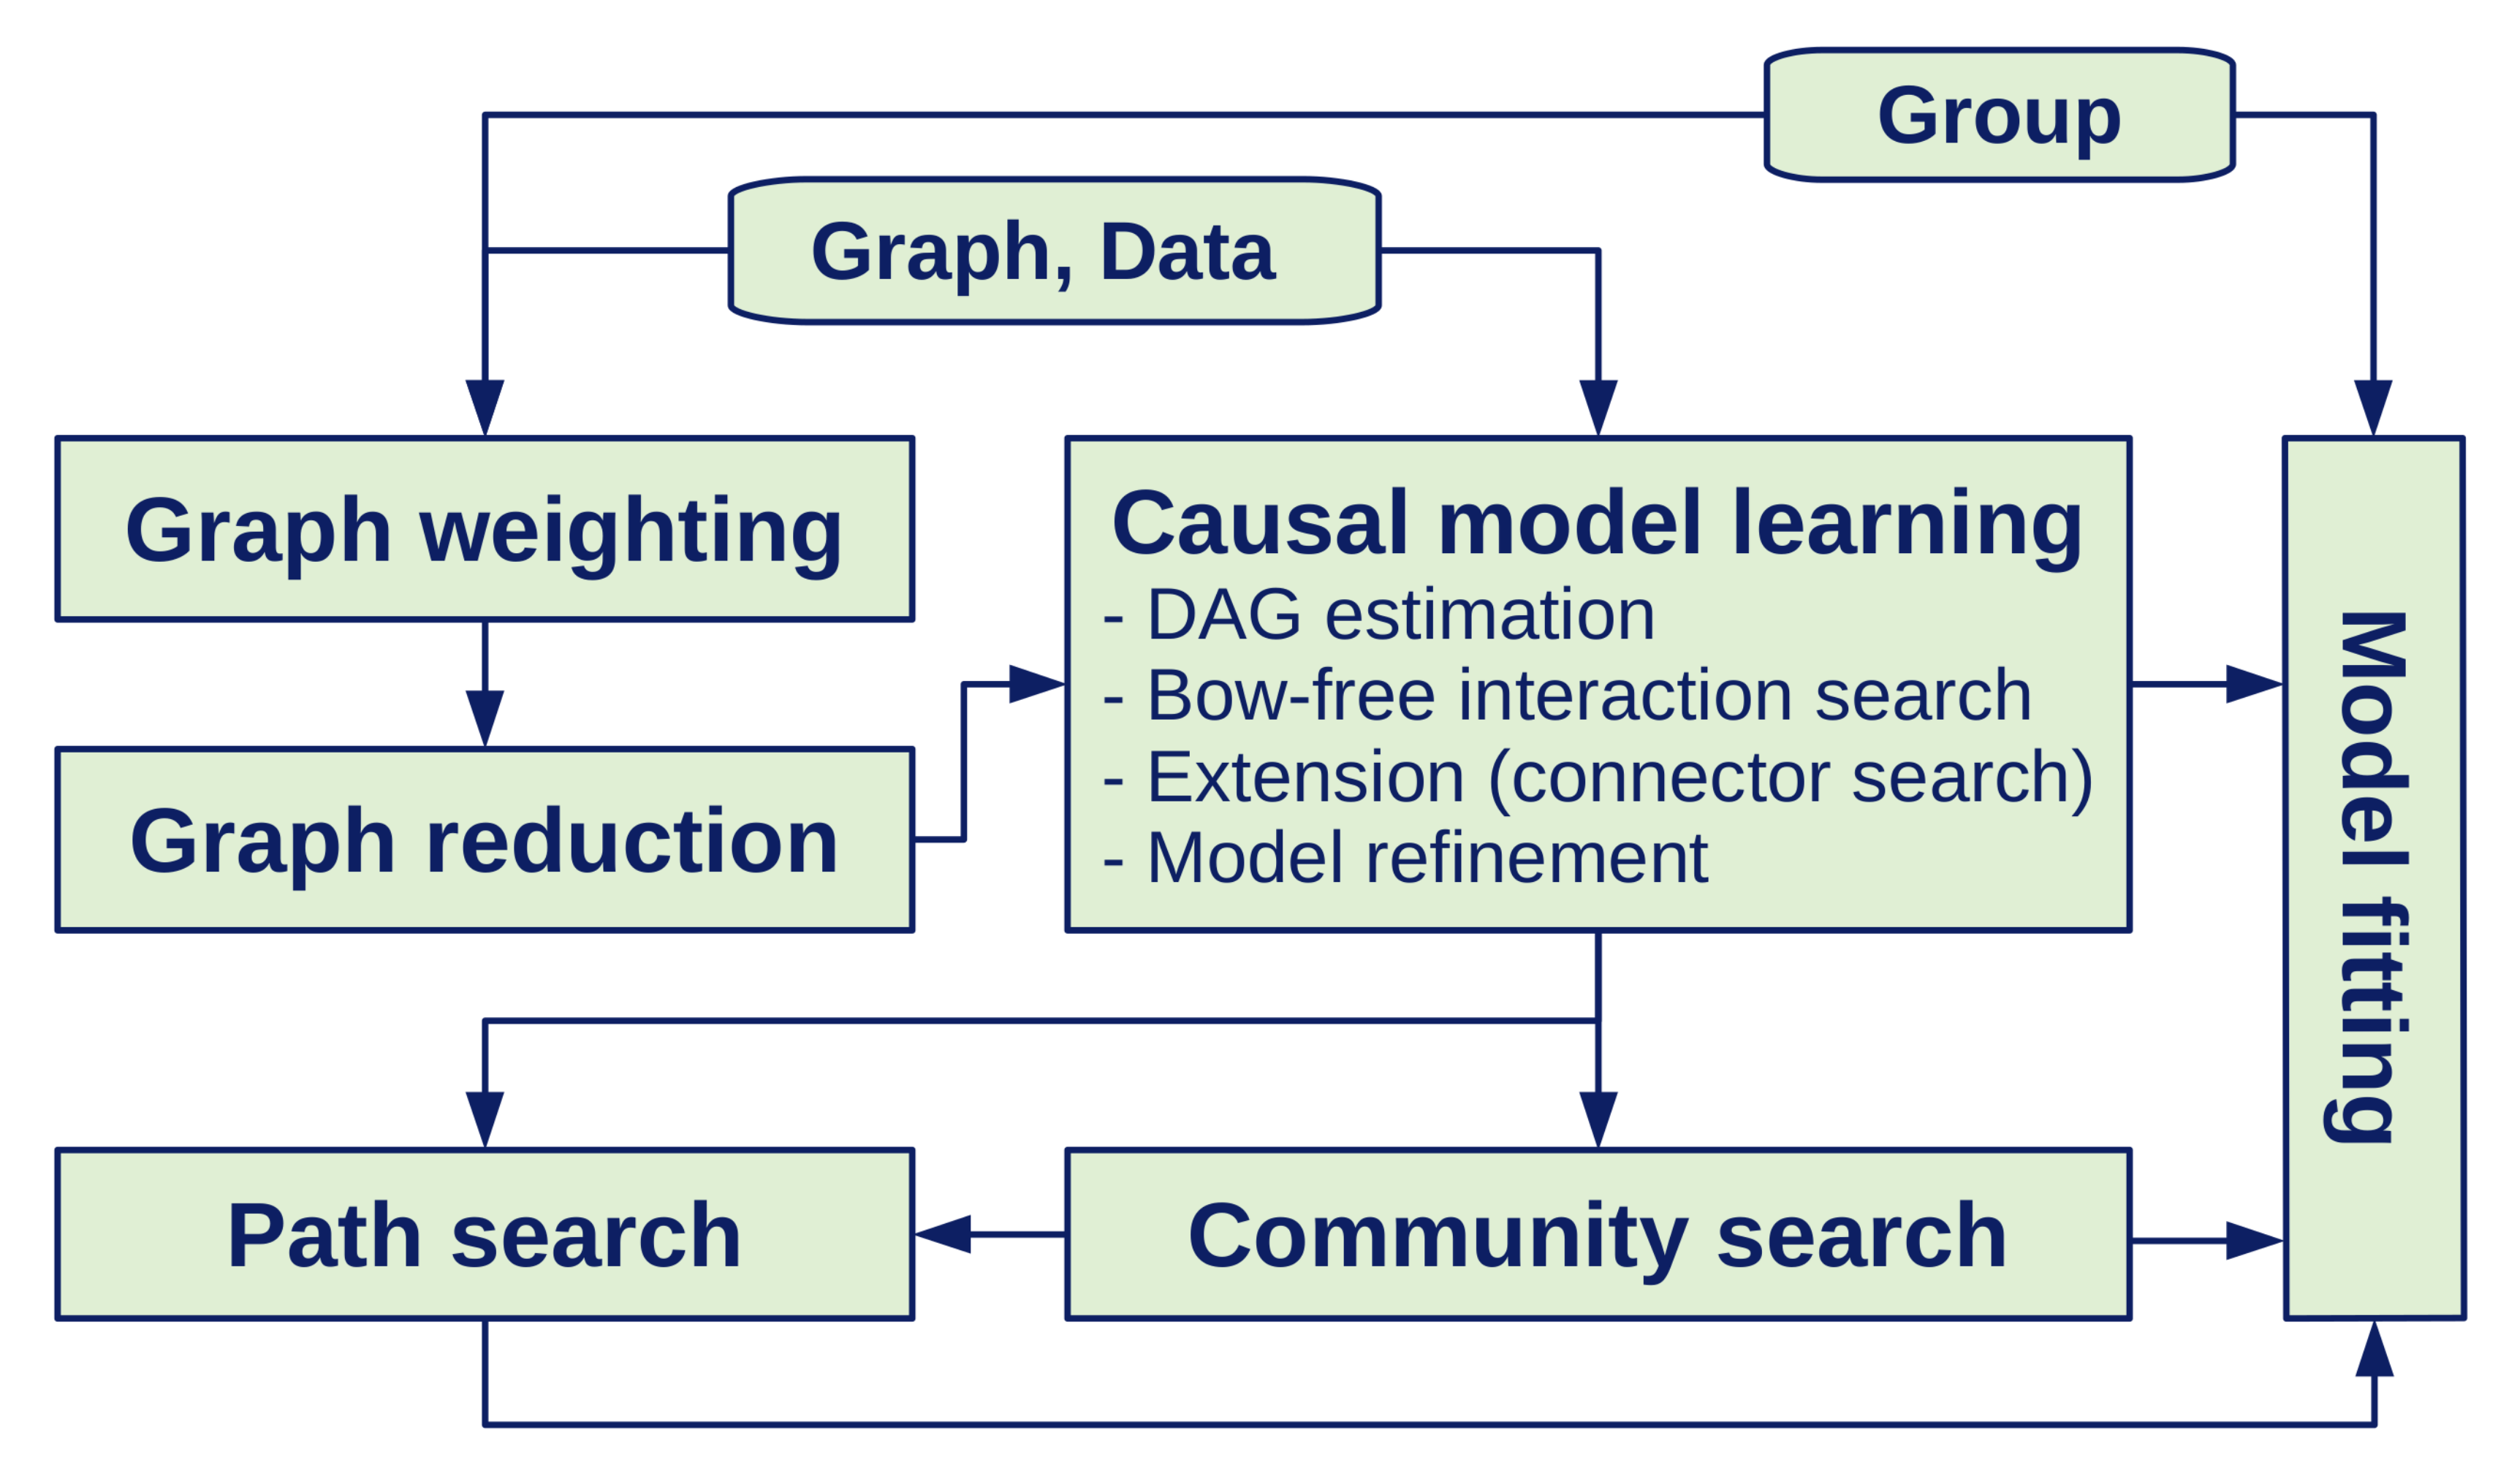 Group
Graph, Data
Graph weighting
Causal model learning
- DAG estimation
- Bow-free interaction search
- Extension (connector search)
- Model refinement
Graph reduction
Model fitting
Path search
Community search